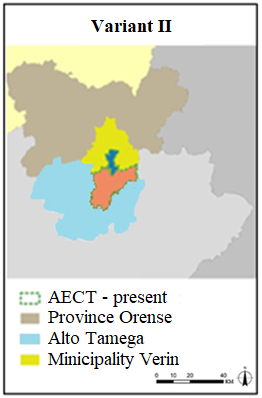 Variant II
AECT - present
Province Orense
Alto Tamega
Minicipality Verin
0 10 20 40
KM